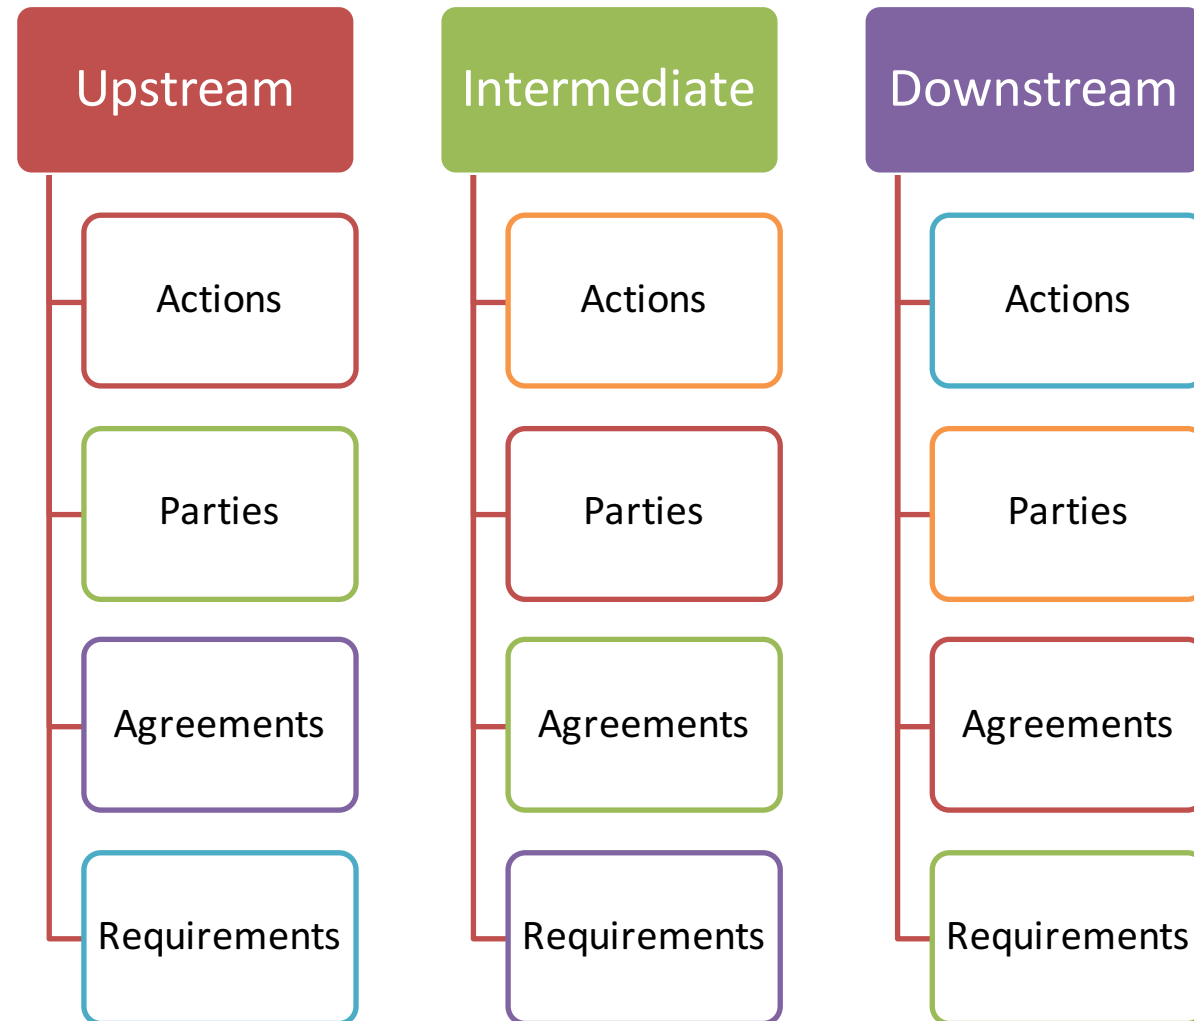 Upstream
Actions
Parties
Agreements
Requirements
Intermediate
Actions
Parties
Agreements
Requirements
Downstream
Actions
Parties
Agreements
Requirements